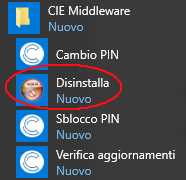 CIE Middleware
Nuovo
Cambio PIN
Disinstalla
Nuovo
Sblocco PIN
Nuovo
Verifica aggiornamenti
Nuovo